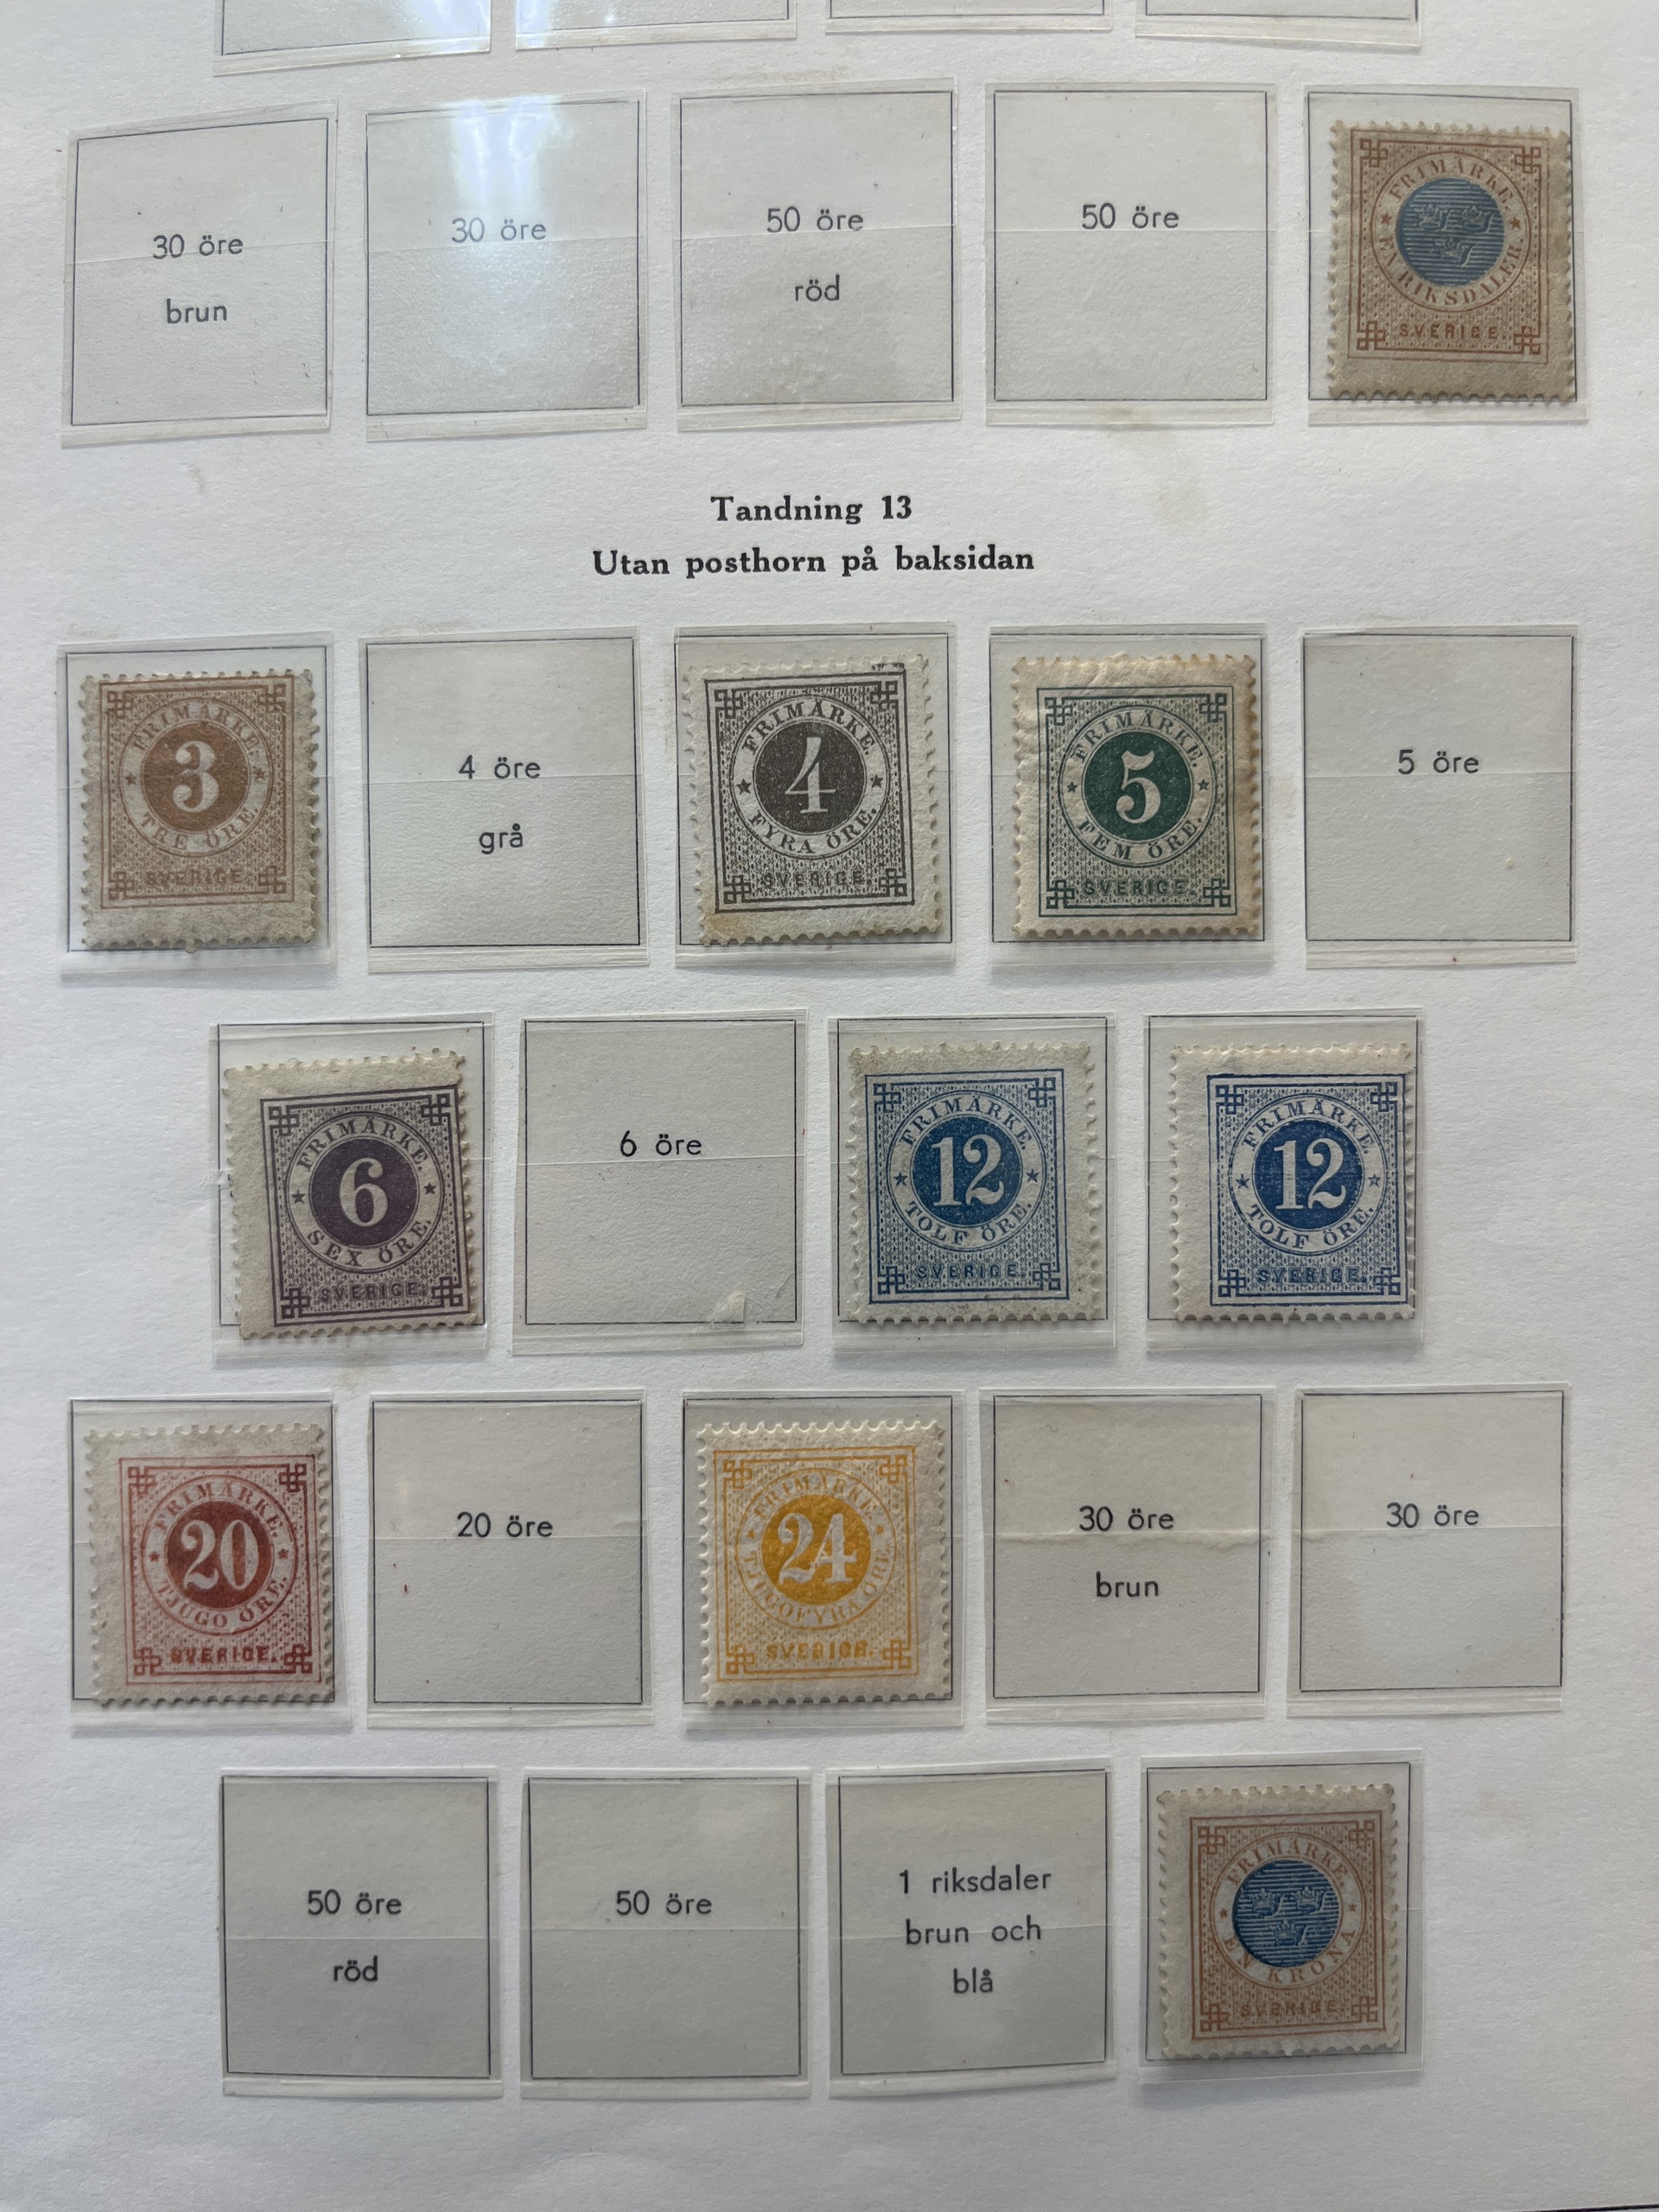 30 öre
brun
30 öre
50 öre
röd
50 öre
FRIMÄRKE.
EN RIKSDALER.
SVERIGE.
Tandning 13
Utan posthorn på baksidan
FRIMÄRKE.
3
TRE ÖRE.
SVERIGE.
4 öre
grå
FRIMÄRKE.
4
FYRA ÖRE.
SVERIGE.
FRIMÄRKE.
5
FEM ÖRE.
SVERIGE.
5 öre
FRIMÄRKE.
6
SEX ÖRE.
SVERIGE.
6 öre
FRIMÄRKE.
12
TOLF ÖRE.
SVERIGE.
FRIMÄRKE.
12
TOLF ÖRE.
SVERIGE.
FRIMÄRKE.
20
TJUGO ÖRE.
SVERIGE.
20 öre
FRIMÄRKE.
24
TJUGOFYRA ÖRE.
SVERIGE.
30 öre
brun
30 öre
50 öre
röd
50 öre
1 riksdaler
brun och
blå
FRIMÄRKE.
EN KRONA
SVERIGE.